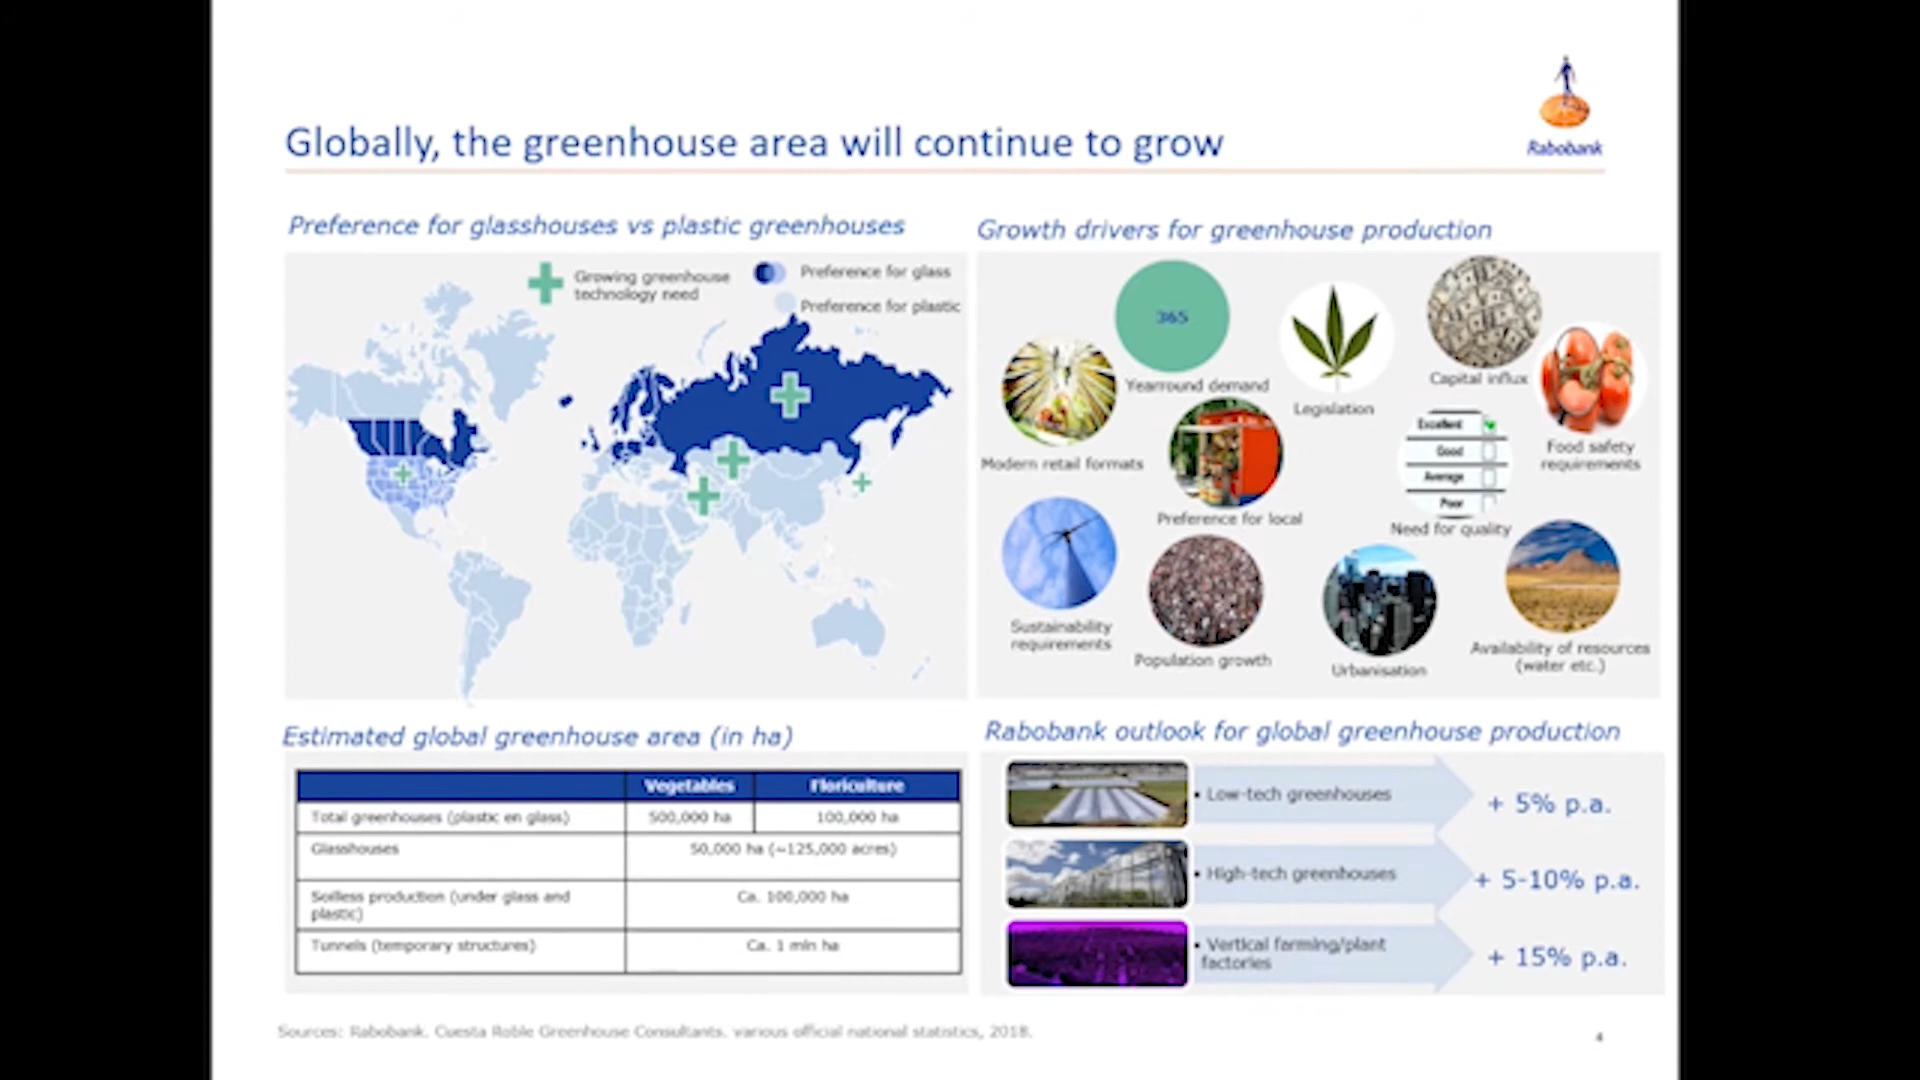 Globally, the greenhouse area will continue to grow
Rabobank
Preference for glasshouses vs plastic greenhouses
Growing greenhouse
technology need
Preference for glass
Preference for plastic
Growth drivers for greenhouse production
365
Yearround demand
Legislation
Capital influx
Modern retail formats
Preference for local
Excellent
Good
Average
Poor
Need for quality
Food safety
requirements
Sustainability
requirements
Population growth
Urbanisation
Availability of resources
(water etc.)
Estimated global greenhouse area (in ha)
Vegetables Floriculture
Total greenhouses (plastic en glass) 500,000 ha 100,000 ha
Glasshouses 50,000 ha (~125,000 acres)
Soilless production (under glass and
plastic) Ca. 100,000 ha
Tunnels (temporary structures) Ca. 1 mln ha
Rabobank outlook for global greenhouse production
• Low-tech greenhouses + 5% p.a.
• High-tech greenhouses + 5-10% p.a.
• Vertical farming/plant
factories + 15% p.a.
Sources: Rabobank. Cuesta Roble Greenhouse Consultants. various official national statistics, 2018.
4